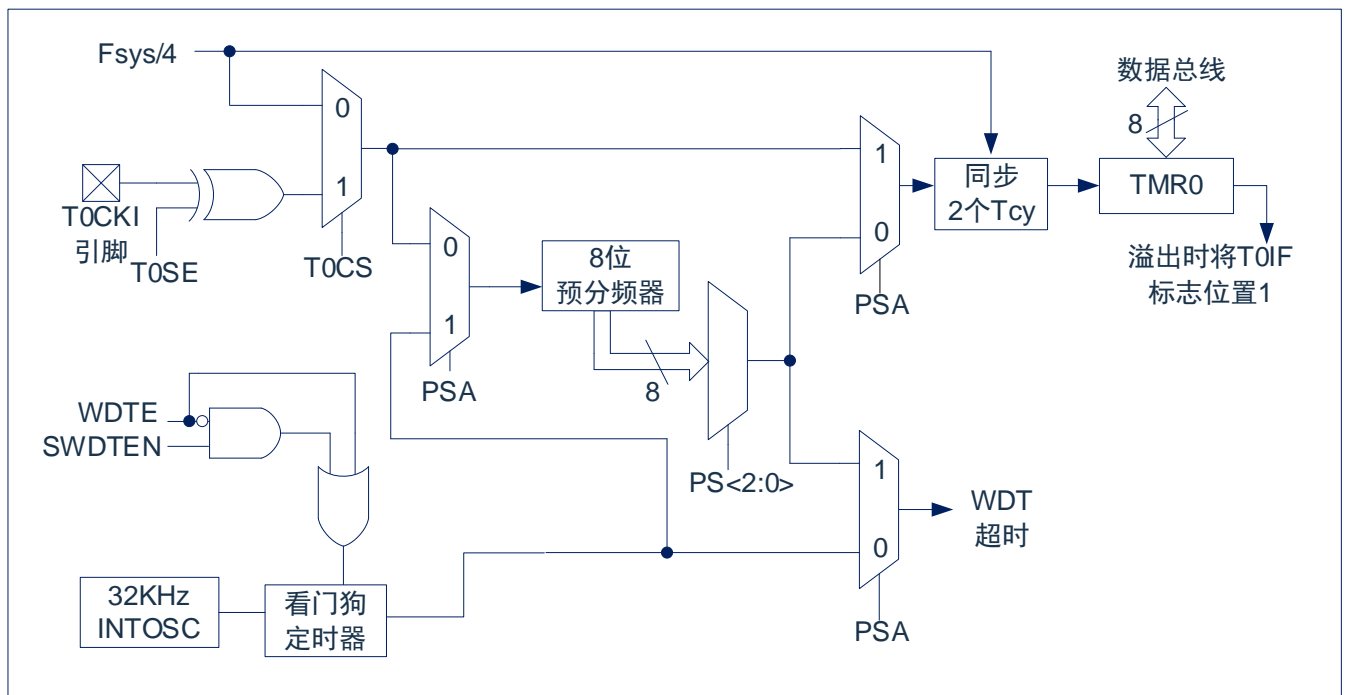 Fsys/4
数据总线
8
0
1
T0CKI
引脚
T0SE
T0CS
1
0
PSA
同步
2个Tcy
TMR0
溢出时将T0IF
标志位置1
0
1
PSA
8位
预分频器
8
PS<2:0>
WDTE
SWDTEN
1
0
PSA
WDT
超时
32KHz
INTOSC
看门狗
定时器